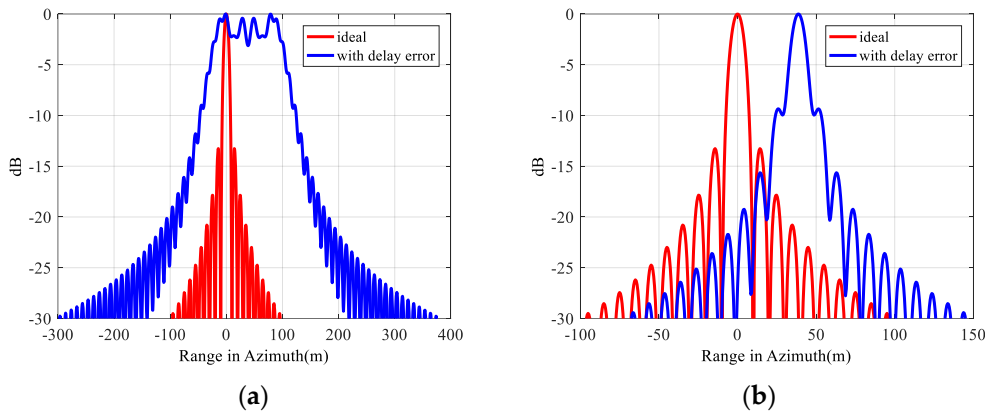 0
-5
-10
-15
-20
-25
-30
dB
-300 -200 -100 0 100 200 300 400
Range in Azimuth(m)
ideal
with delay error
(a)
0
-5
-10
-15
-20
-25
-30
dB
-100 -50 0 50 100 150
Range in Azimuth(m)
ideal
with delay error
(b)